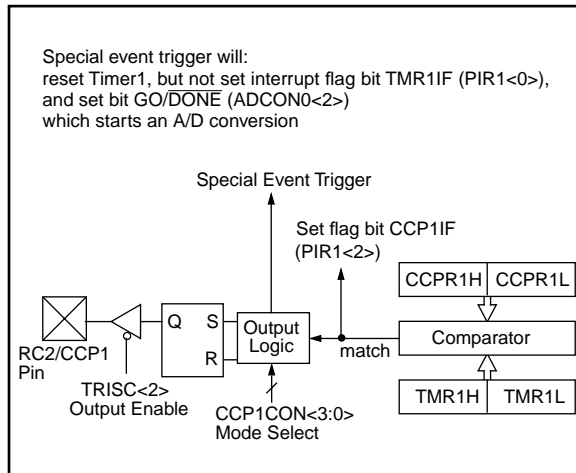 Special event trigger will:
reset Timer1, but not set interrupt flag bit TMR1IF (PIR1<0>),
and set bit GO/DONE (ADCON0<2>)
which starts an A/D conversion
Special Event Trigger
Set flag bit CCP1IF
(PIR1<2>)
CCPR1H CCPR1L
Q S Output
R Logic
match
Comparator
RC2/CCP1
Pin
TRISC<2>
Output Enable
CCP1CON<3:0>
Mode Select
TMR1H TMR1L